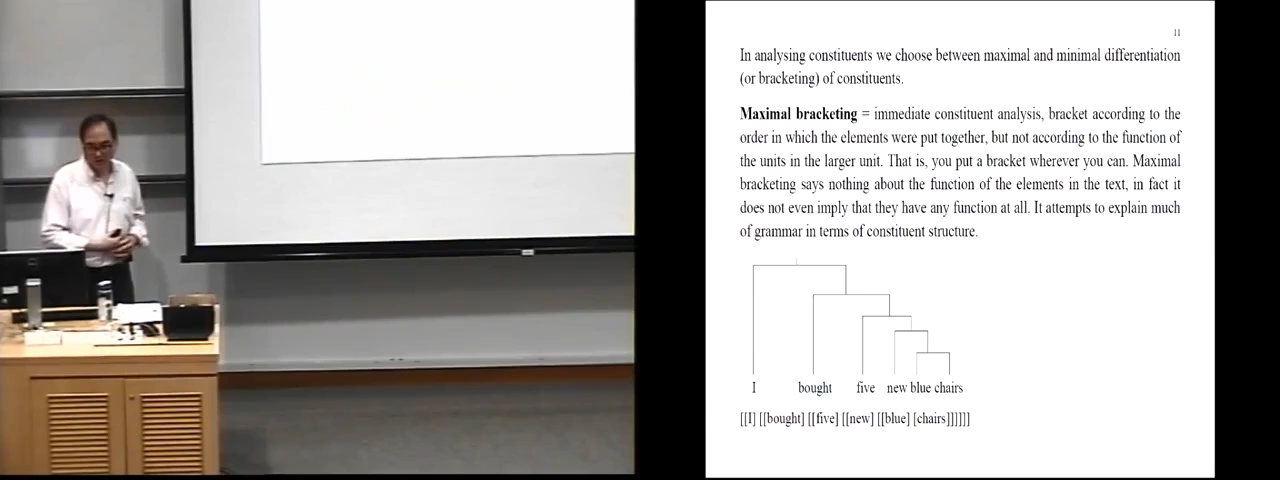 11
In analysing constituents we choose between maximal and minimal differentiation
(or bracketing) of constituents.
Maximal bracketing = immediate constituent analysis, bracket according to the
order in which the elements were put together, but not according to the function of
the units in the larger unit. That is, you put a bracket wherever you can. Maximal
bracketing says nothing about the function of the elements in the text, in fact it
does not even imply that they have any function at all. It attempts to explain much
of grammar in terms of constituent structure.
I bought five new blue chairs
[[I] [[bought] [[five] [[new] [[blue] [chairs]]]]]]